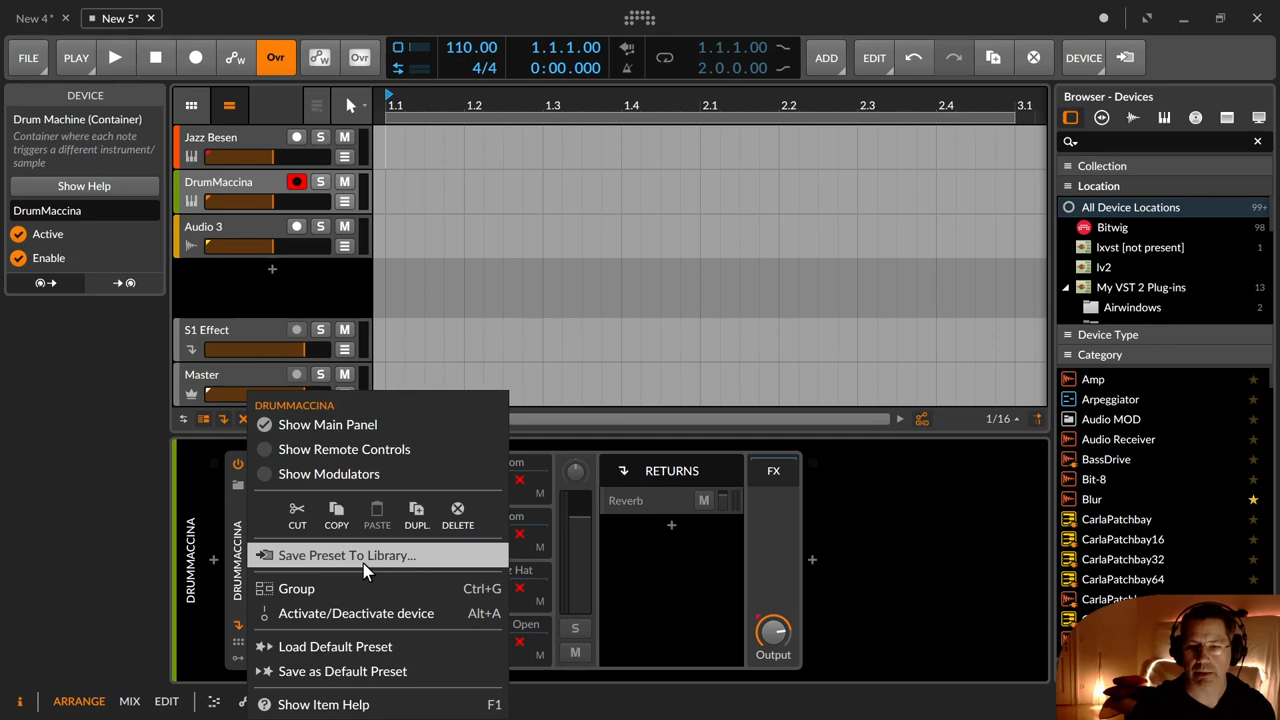 New 4*
New 5*
FILE
PLAY
Ovr
Ovr
110.00
4/4
1.1.1.00
0:00.000
1.1.1.00
2.0.0.00
ADD
EDIT
DEVICE
DEVICE
Drum Machine (Container)
Container where each note
triggers a different instrument/
sample
Show Help
DrumMaccina
Active
Enable
1.1
1.2
1.3
1.4
2.1
2.2
2.3
2.4
3.1
Jazz Besen
S
M
DrumMaccina
S
M
Audio 3
S
M
+
S1 Effect
S
M
Master
S
M
1/16
Browser - Devices
Collection
Location
All Device Locations 99+
Bitwig 98
lxvst [not present] 1
lv2
My VST 2 Plug-ins 13
Airwindows 2
Device Type
Category
Amp
Arpeggiator
Audio MOD
Audio Receiver
BassDrive
Bit-8
Blur
CarlaPatchbay
CarlaPatchbay16
CarlaPatchbay32
CarlaPatchbay64
DRUMMACCINA
Show Main Panel
Show Remote Controls
Show Modulators
CUT
COPY
PASTE
DUPL.
DELETE
Save Preset To Library...
Group Ctrl+G
Activate/Deactivate device Alt+A
Load Default Preset
Save as Default Preset
Show Item Help F1
DRUMMACCINA
+
DRUMMACCINA
om
M
om
M
z Hat
M
Open
M
S
M
RETURNS
Reverb
M
+
FX
Output
+
i
ARRANGE
MIX
EDIT